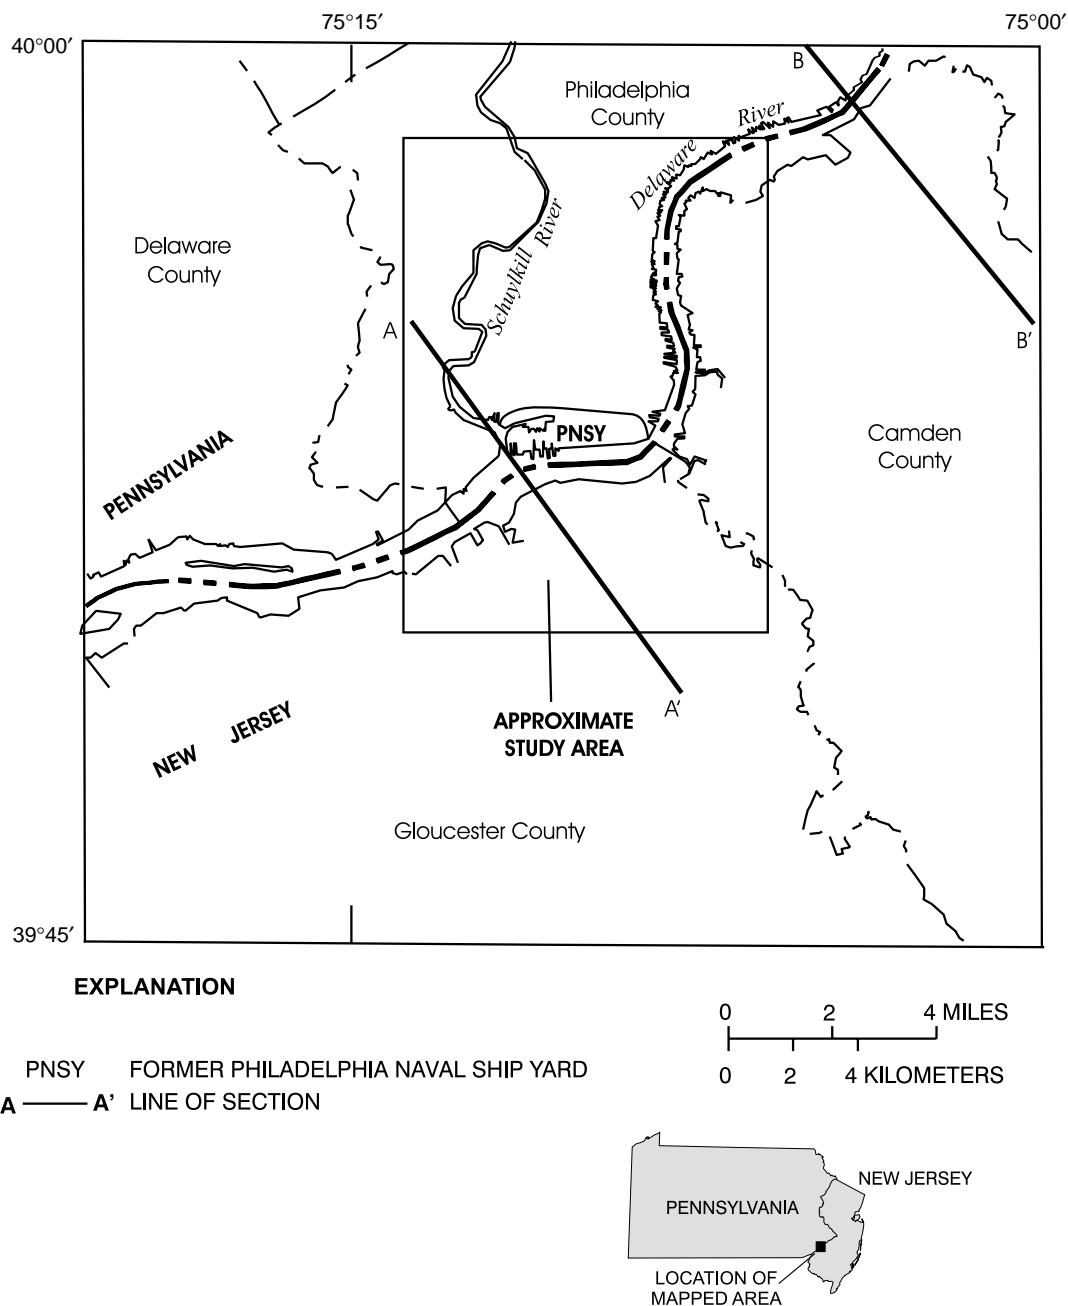 75°15′
75°00′
40°00′
B
Philadelphia
County
River
Delaware
Delaware
County
Schuylkill River
A
B'
PNSY
Camden
County
PENNSYLVANIA
A'
APPROXIMATE
STUDY AREA
NEW JERSEY
Gloucester County
39°45′
EXPLANATION
0 2 4 MILES
0 2 4 KILOMETERS
PNSY FORMER PHILADELPHIA NAVAL SHIP YARD
A A' LINE OF SECTION
NEW JERSEY
PENNSYLVANIA
LOCATION OF
MAPPED AREA